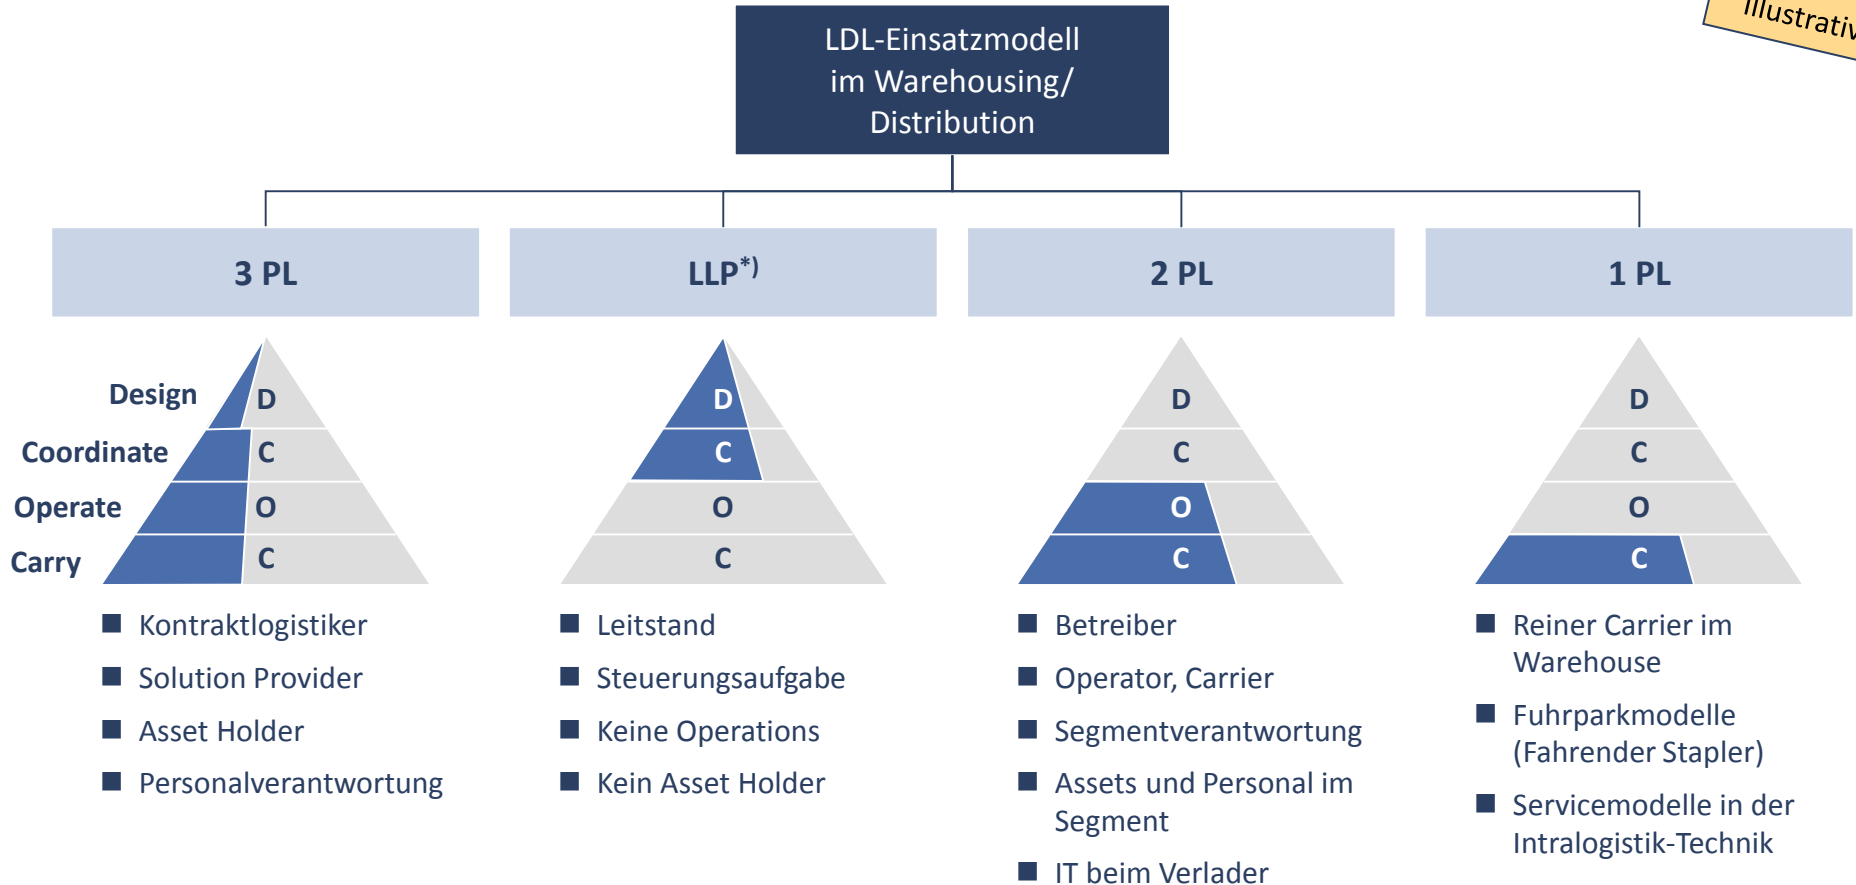 Illustrativ
LDL-Einsatzmodell
im Warehousing/
Distribution
3 PL
LLP*)
2 PL
1 PL
Design
Coordinate
Operate
Carry
D
C
O
C
D
C
O
C
D
C
O
C
D
C
O
C
Kontraktlogistiker
Solution Provider
Asset Holder
Personalverantwortung
Leitstand
Steuerungsaufgabe
Keine Operations
Kein Asset Holder
Betreiber
Operator, Carrier
Segmentverantwortung
Assets und Personal im
Segment
IT beim Verlader
Reiner Carrier im
Warehouse
Fuhrparkmodelle
(Fahrender Stapler)
Servicemodelle in der
Intralogistik-Technik